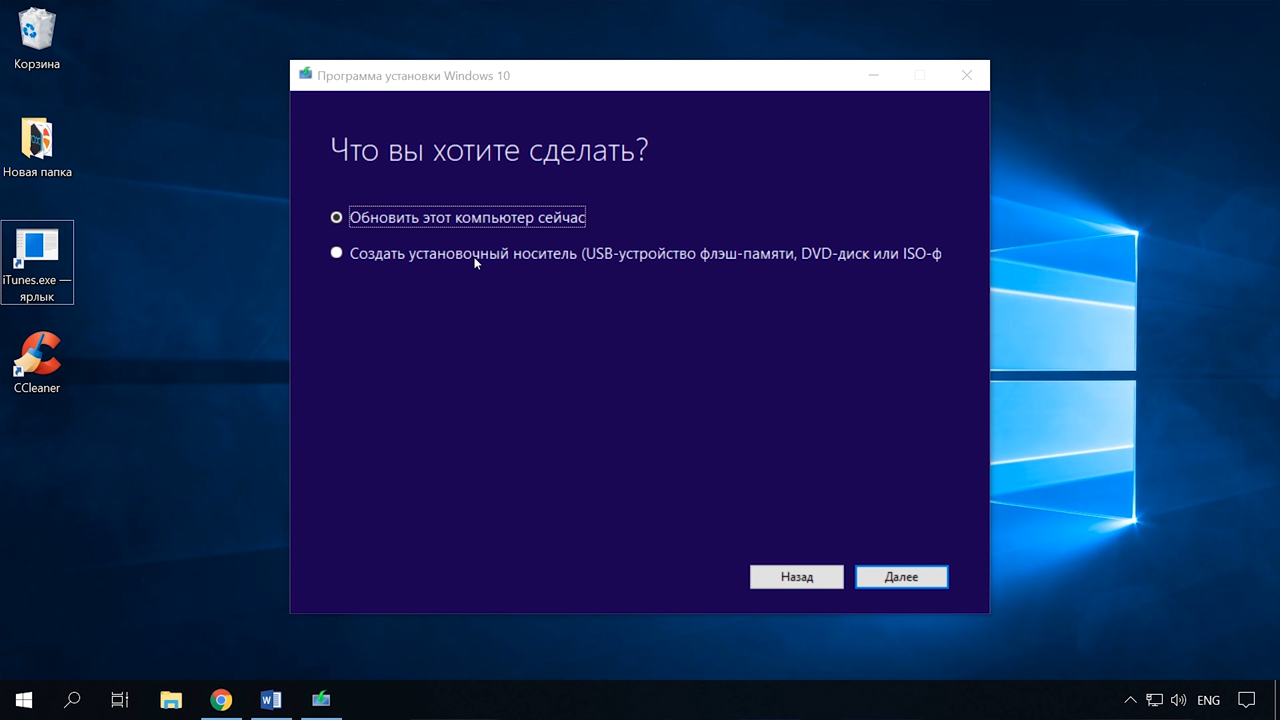 Корзина
Новая папка
iTunes.exe —
ярлык
CCleaner
Программа установки Windows 10
Что вы хотите сделать?
Обновить этот компьютер сейчас
Создать установочный носитель (USB-устройство флэш-памяти, DVD-диск или ISO-ф
Назад
Далее
ENG